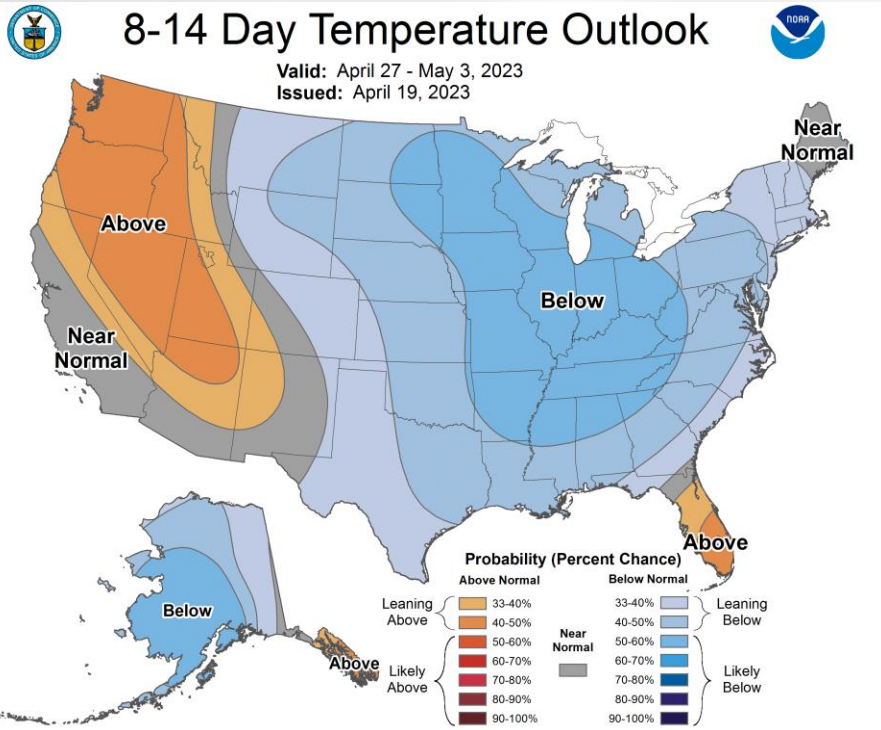 8-14 Day Temperature Outlook
NOAA
Valid: April 27 - May 3, 2023
Issued: April 19, 2023
Near
Normal
Above
Below
Near
Normal
Above
Below
Above
Probability (Percent Chance)
Above Normal
Below Normal
Leaning
Above
33-40%
40-50%
50-60%
60-70%
70-80%
80-90%
90-100%
Likely
Above
Near
Normal
33-40%
40-50%
50-60%
60-70%
70-80%
80-90%
90-100%
Leaning
Below
Likely
Below